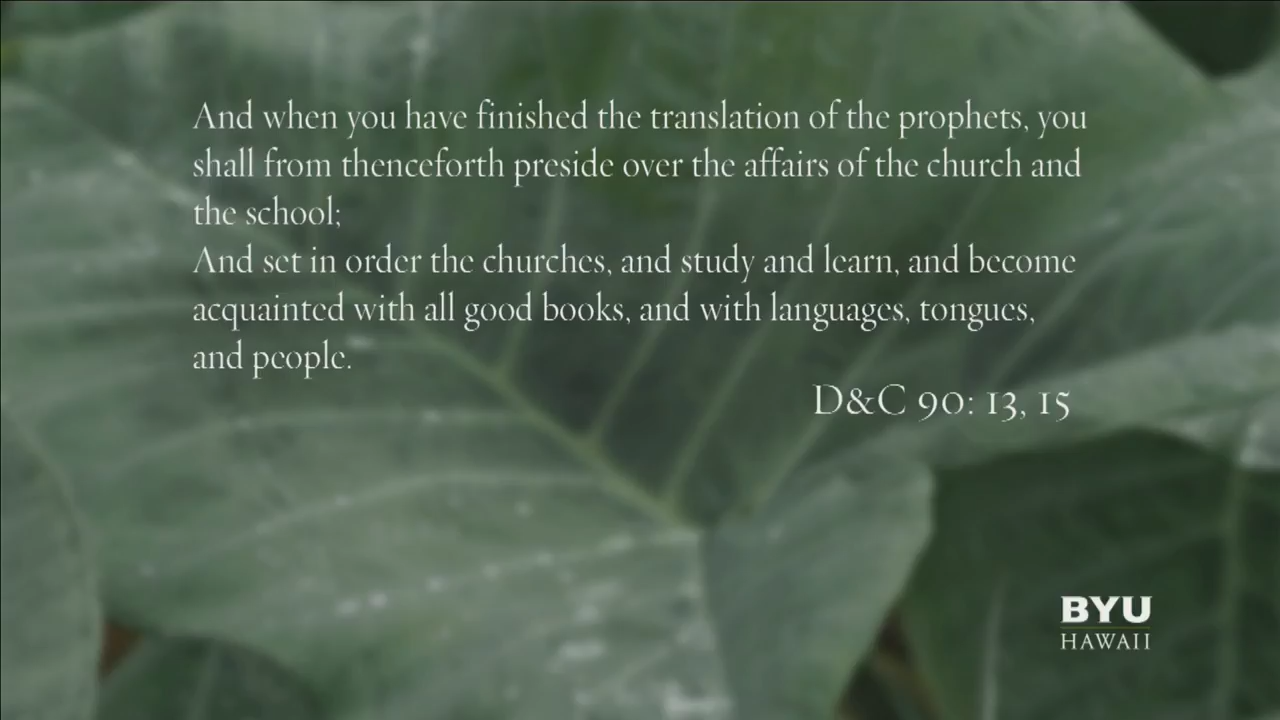 And when you have finished the translation of the prophets, you
shall from thenceforth preside over the affairs of the church and
the school;
And set in order the churches, and study and learn, and become
acquainted with all good books, and with languages, tongues,
and people.
D&C 90: 13, 15
BYU
HAWAII